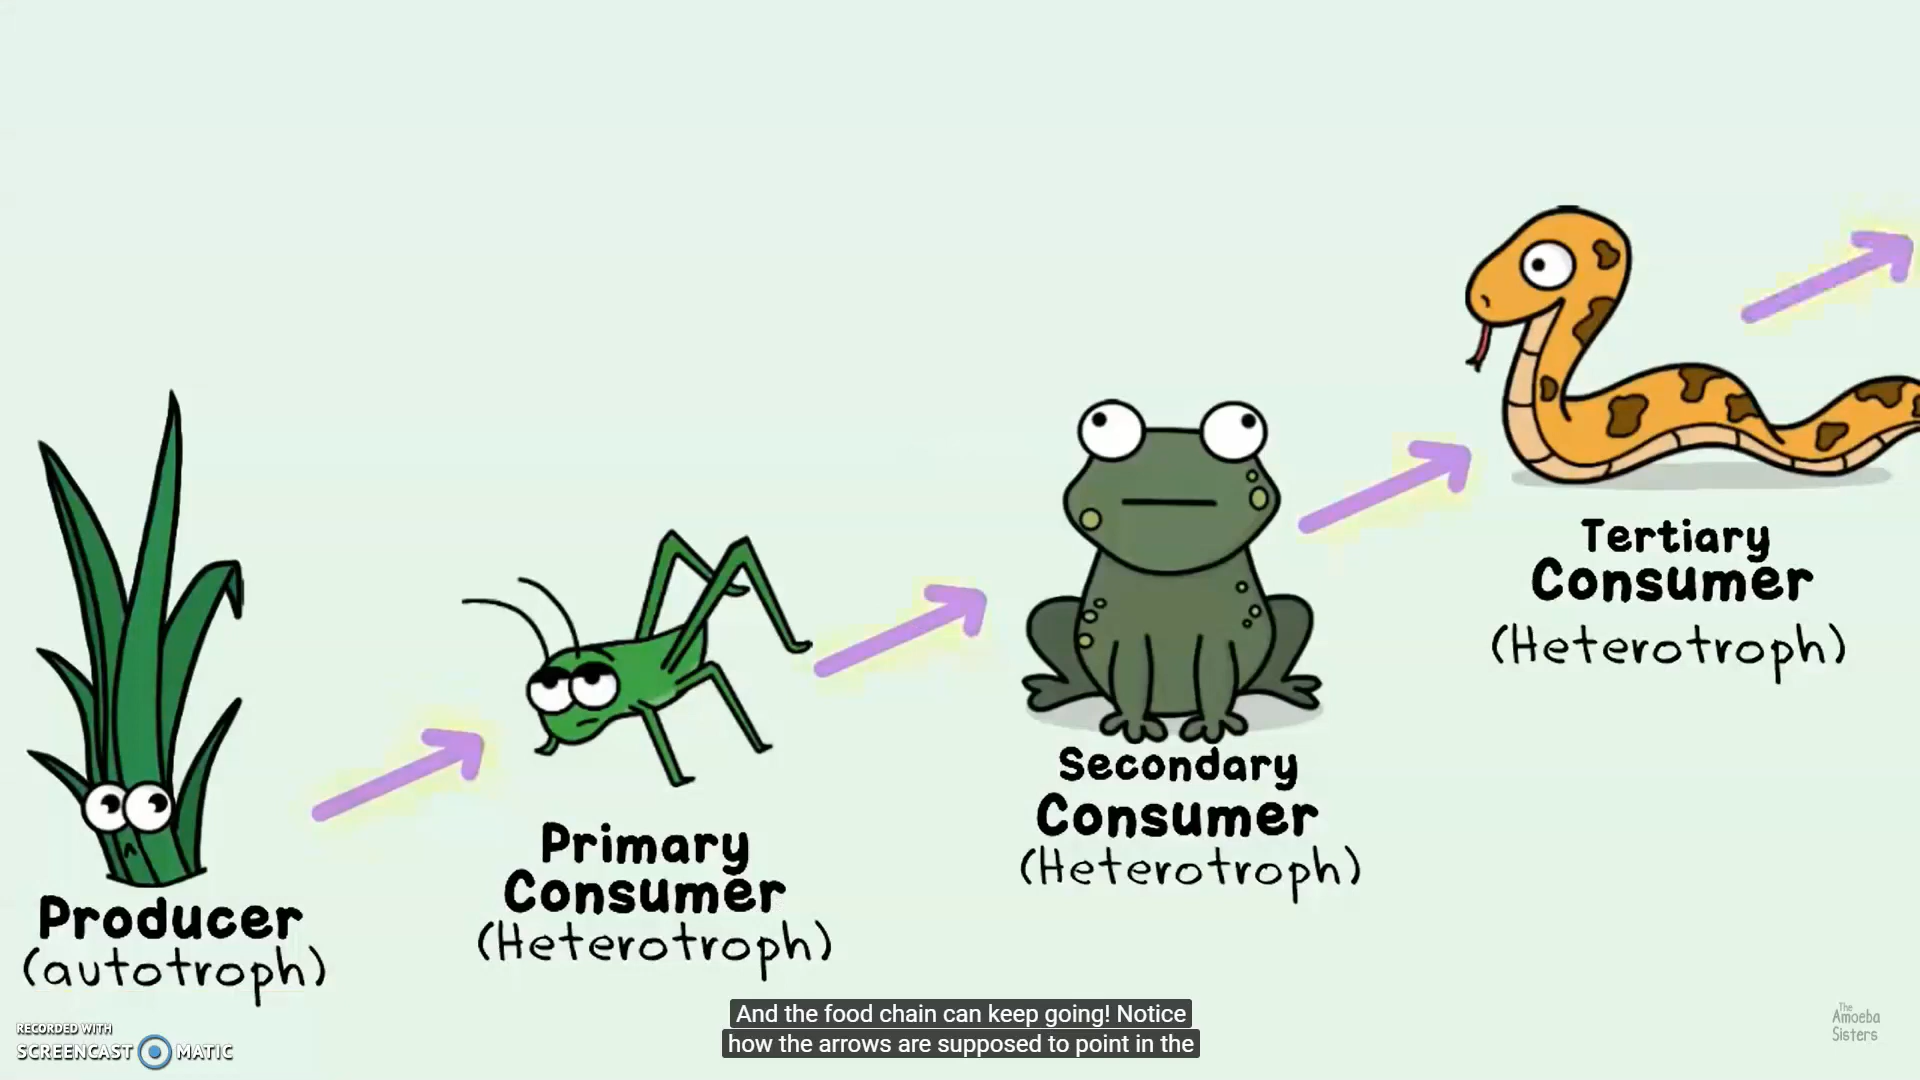 Tertiary
Consumer
(Heterotroph)
Secondary
Consumer
(Heterotroph)
Primary
Consumer
(Heterotroph)
Producer
(autotroph)
And the food chain can keep going! Notice
how the arrows are supposed to point in the
RECORDED WITH
SCREENCAST MATIC
The
Amoeba
Sisters